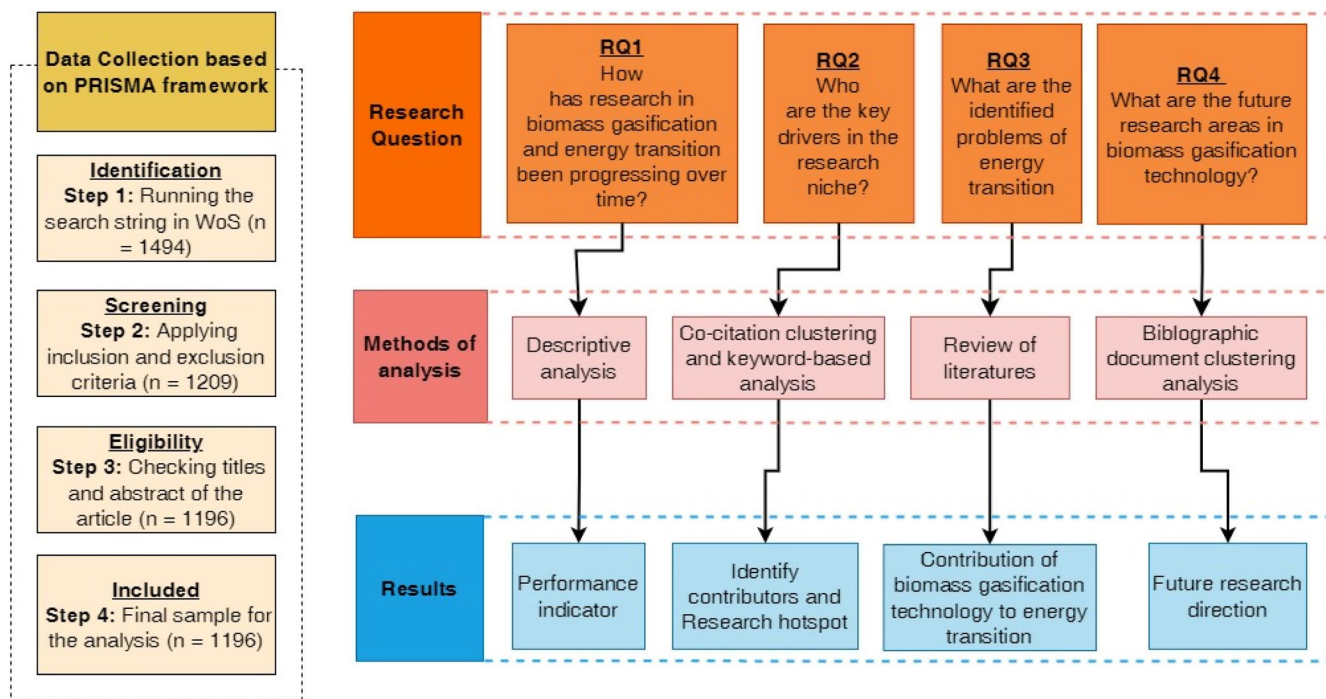 Data Collection based
on PRISMA framework
Identification
Step 1: Running the
search string in WoS (n
= 1494)
Screening
Step 2: Applying
inclusion and exclusion
criteria (n = 1209)
Eligibility
Step 3: Checking titles
and abstract of the
article (n = 1196)
Included
Step 4: Final sample for
the analysis (n = 1196)
Research
Question
RQ1
How
has research in
biomass gasification
and energy transition
been progressing over
time?
RQ2
Who
are the key
drivers in the
research
niche?
RQ3
What are the
identified
problems of
energy
transition
RQ4
What are the future
research areas in
biomass gasification
technology?
Methods of
analysis
Descriptive
analysis
Co-citation clustering
and keyword-based
analysis
Review of
literatures
Biblographic
document clustering
analysis
Results
Performance
indicator
Identify
contributors and
Research hotspot
Contribution of
biomass gasification
technology to energy
transition
Future research
direction